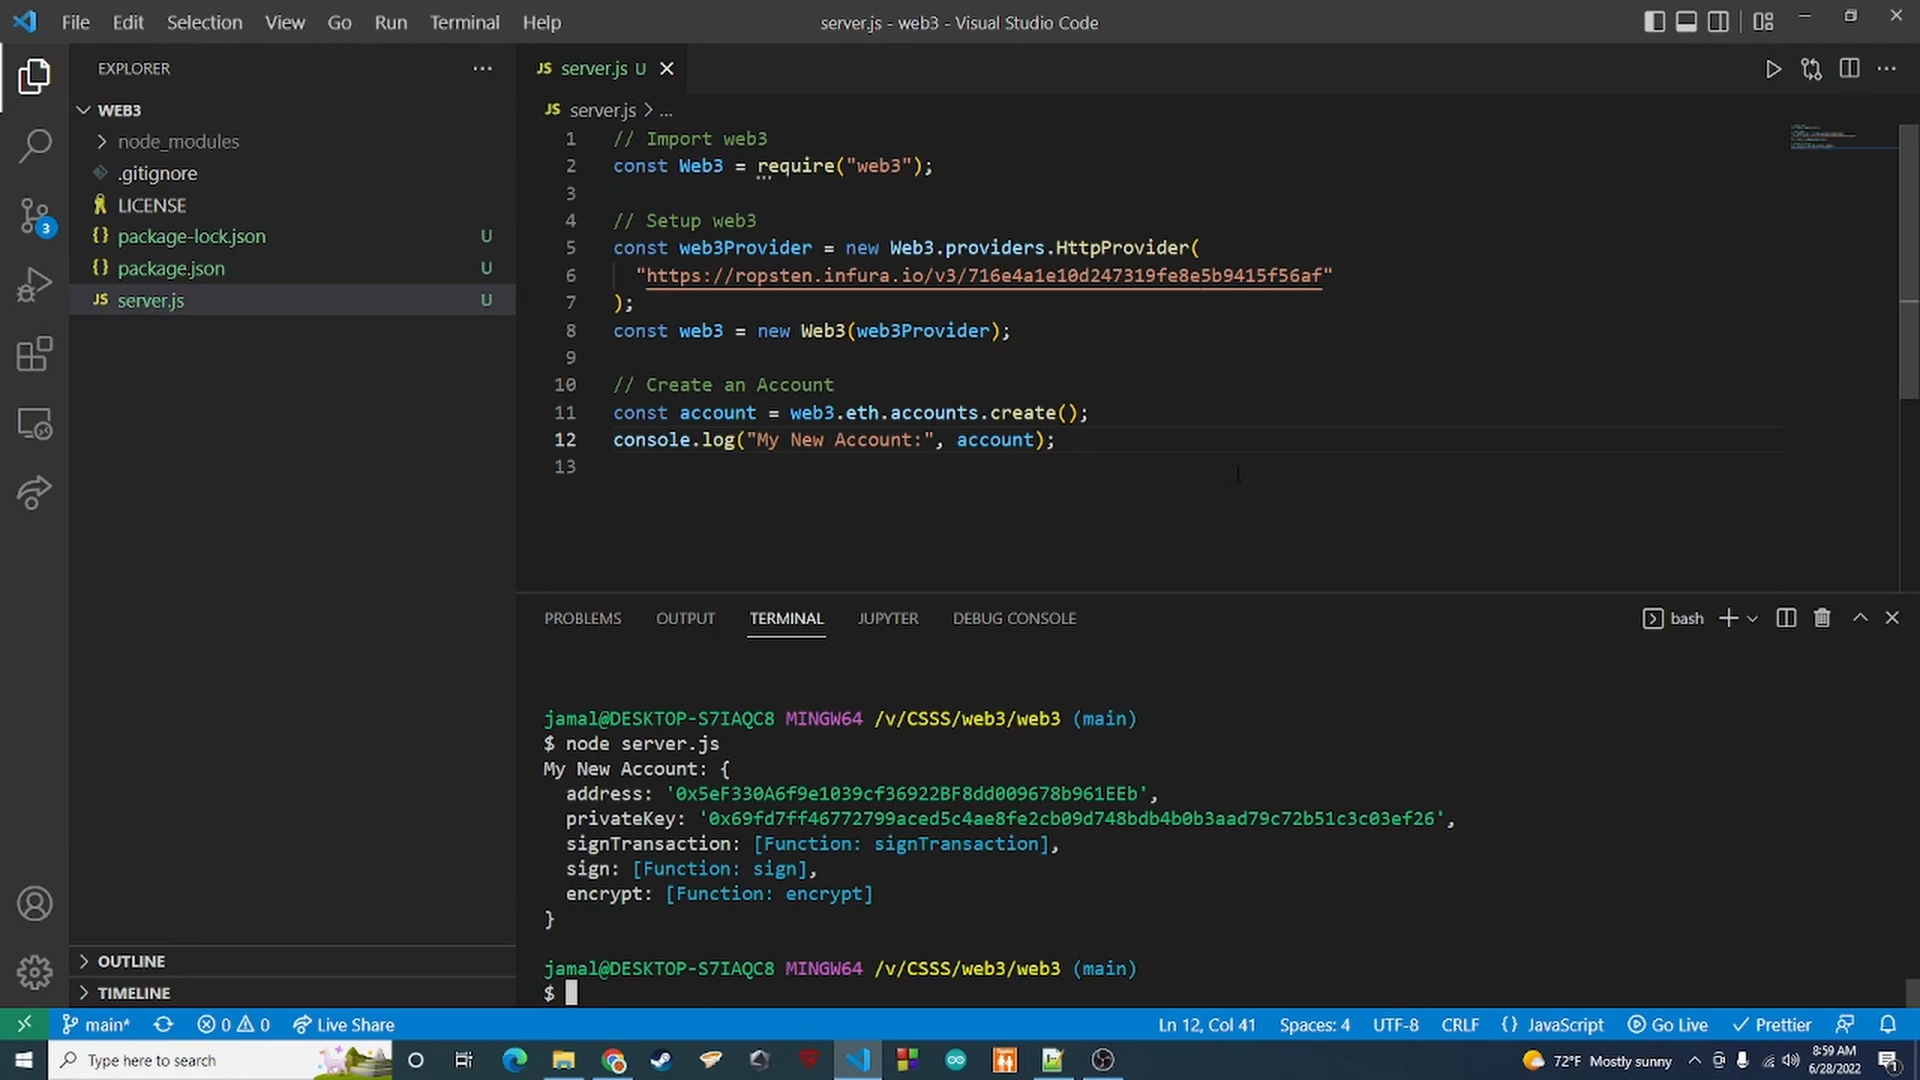 File Edit Selection View Go Run Terminal Help
server.js - web3 - Visual Studio Code
EXPLORER
WEB3
node_modules
.gitignore
LICENSE
package-lock.json U
package.json U
JS server.js U
3
OUTLINE
TIMELINE
JS server.js U
JS server.js > ...
1 // Import web3
2 const Web3 = require("web3");
3
4 // Setup web3
5 const web3Provider = new Web3.providers.HttpProvider(
6 "https://ropsten.infura.io/v3/716e4a1e10d247319fe8e5b9415f56af"
7 );
8 const web3 = new Web3(web3Provider);
9
10 // Create an Account
11 const account = web3.eth.accounts.create();
12 console.log("My New Account:", account);
13
PROBLEMS OUTPUT TERMINAL JUPYTER DEBUG CONSOLE
bash
jamal@DESKTOP-S7IAQC8 MINGW64 /v/CSSS/web3/web3 (main)
$ node server.js
My New Account: {
address: '0x5eF330A6f9e1039cf36922BF8dd009678b961EEb',
privateKey: '0x69fd7ff46772799aced5c4ae8fe2cb09d748bdb4b0b3aad79c72b51c3c03ef26',
signTransaction: [Function: signTransaction],
sign: [Function: sign],
encrypt: [Function: encrypt]
}
jamal@DESKTOP-S7IAQC8 MINGW64 /v/CSSS/web3/web3 (main)
$
main* 0 0 Live Share
Ln 12, Col 41 Spaces: 4 UTF-8 CRLF {} JavaScript Go Live Prettier
Type here to search
72°F Mostly sunny
8:59 AM
6/28/2022
1